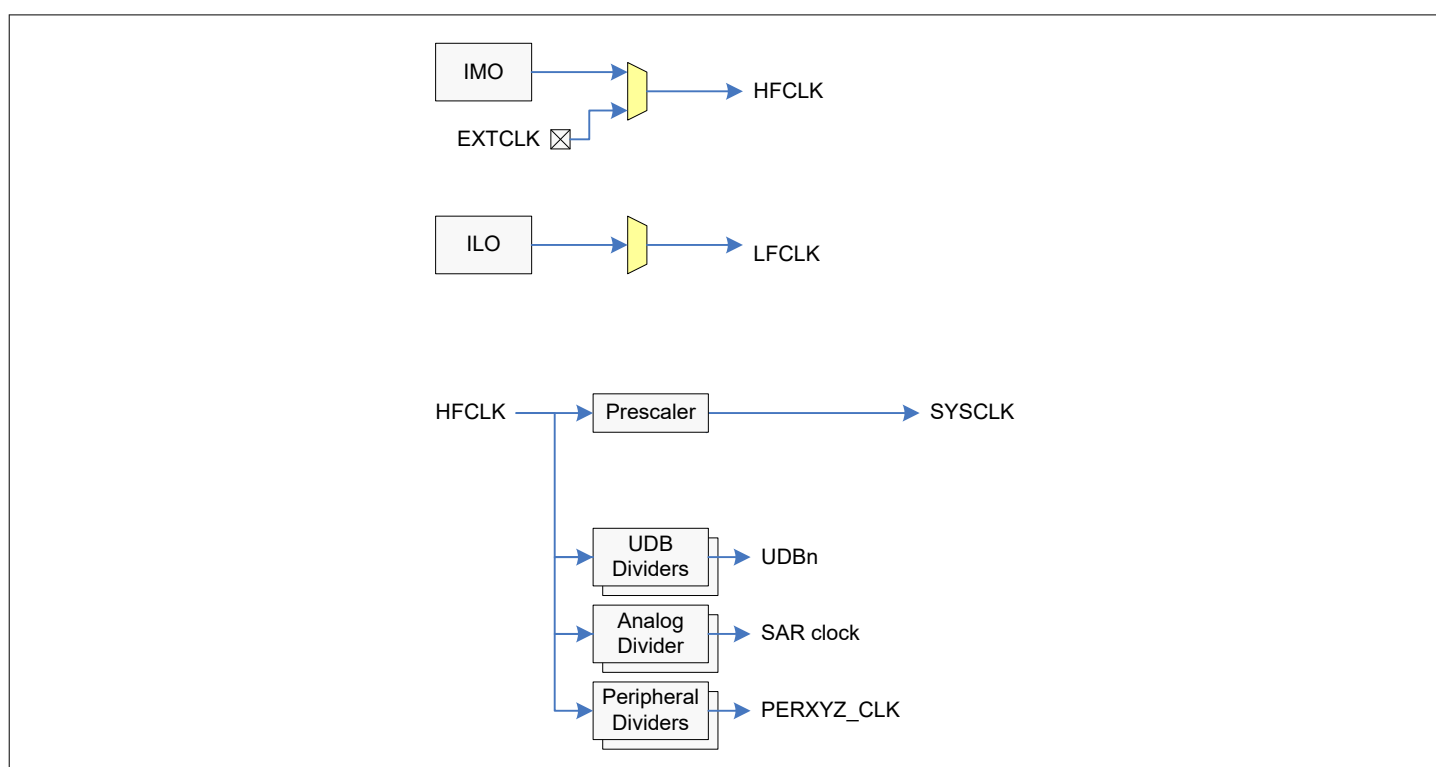 IMO
HFCLK
EXTCLK
ILO
LFCLK
HFCLK
Prescaler
SYSCLK
UDB
Dividers
UDBn
Analog
Divider
SAR clock
Peripheral
Dividers
PERXYZ_CLK